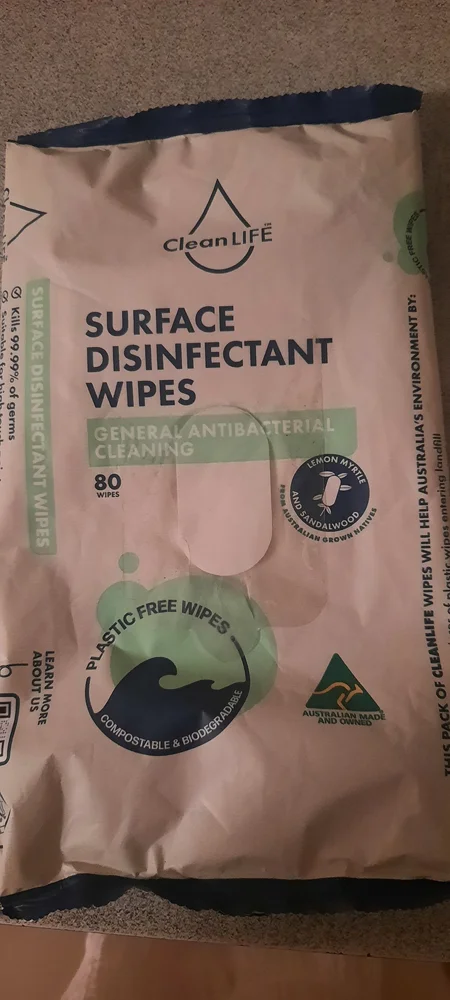 CleanLIFE
SURFACE
DISINFECTANT
WIPES
GENERAL ANTIBACTERIAL
CLEANING
80
WIPES
LEMON MYRTLE
AND SANDALWOOD
FROM AUSTRALIAN GROWN NATIVES
PLASTIC FREE WIPES
COMPOSTABLE & BIODEGRADABLE
AUSTRALIAN MADE
AND OWNED
SURFACE DISINFECTANT WIPES
Kills 99.99% of germs
LEARN MORE
ABOUT US
FREE WIPES
THIS PACK OF CLEANLIFE WIPES WILL HELP AUSTRALIA'S ENVIRONMENT BY:
of plastic wipes entering landfill